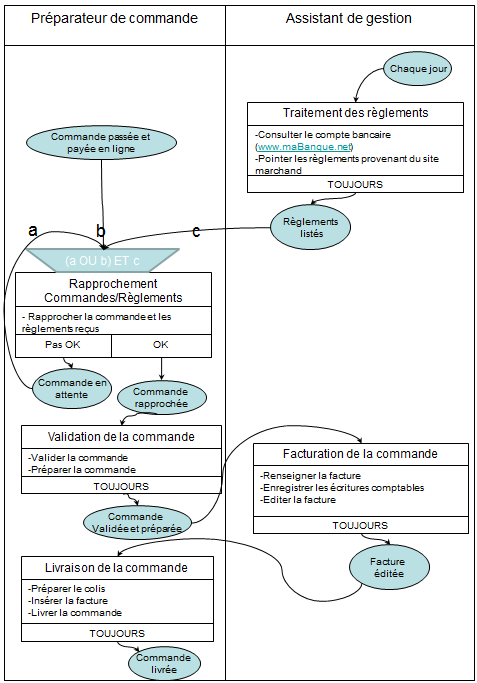 Préparateur de commande
Assistant de gestion
Chaque jour
Traitement des règlements
-Consulter le compte bancaire
(www.maBanque.net)
-Pointer les règlements provenant du site
marchand
TOUJOURS
Commande passée et
payée en ligne
Règlements
listés
a
b
c
(a OU b) ET c
Rapprochement
Commandes/Règlements
- Rapprocher la commande et les
règlements reçus
Pas OK
OK
Commande en
attente
Commande
rapprochée
Validation de la commande
-Valider la commande
-Préparer la commande
TOUJOURS
Commande
Validée et préparée
Facturation de la commande
-Renseigner la facture
-Enregistrer les écritures comptables
-Editer la facture
TOUJOURS
Facture
éditée
Livraison de la commande
-Préparer le colis
-Insérer la facture
-Livrer la commande
TOUJOURS
Commande
livrée